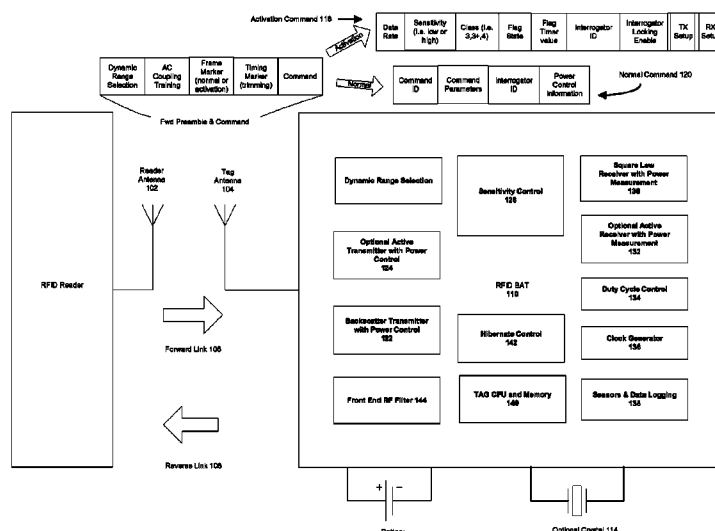 Activation Command 116
Data Rate
Sensitivity (i.e. low or high)
Class (i.e. 3,3+,4)
Flag State
Flag Timer value
Interrogator ID
Interrogator Locking Enable
TX Setup
RX Setup
Activation
Dynamic Range Selection
AC Coupling Training
Frame Marker (normal or activation)
Timing Marker (trimming)
Command
Normal
Command ID
Command Parameters
Interrogator ID
Power Control Information
Normal Command 120
Fwd Preamble & Command
Reader Antenna 102
Tag Antenna 104
RFID Reader
Forward Link 106
Reverse Link 108
Dynamic Range Selection
Sensitivity Control 128
Square Law Receiver with Power Measurement 130
Optional Active Transmitter with Power Control 124
Optional Active Receiver with Power Measurement 132
RFID BAT 110
Duty Cycle Control 134
Backscatter Transmitter with Power Control 122
Hibernate Control 142
Clock Generator 136
Front End RF Filter 144
TAG CPU and Memory 140
Sensors & Data Logging 138
+ −
Battery
Optional Crystal 114